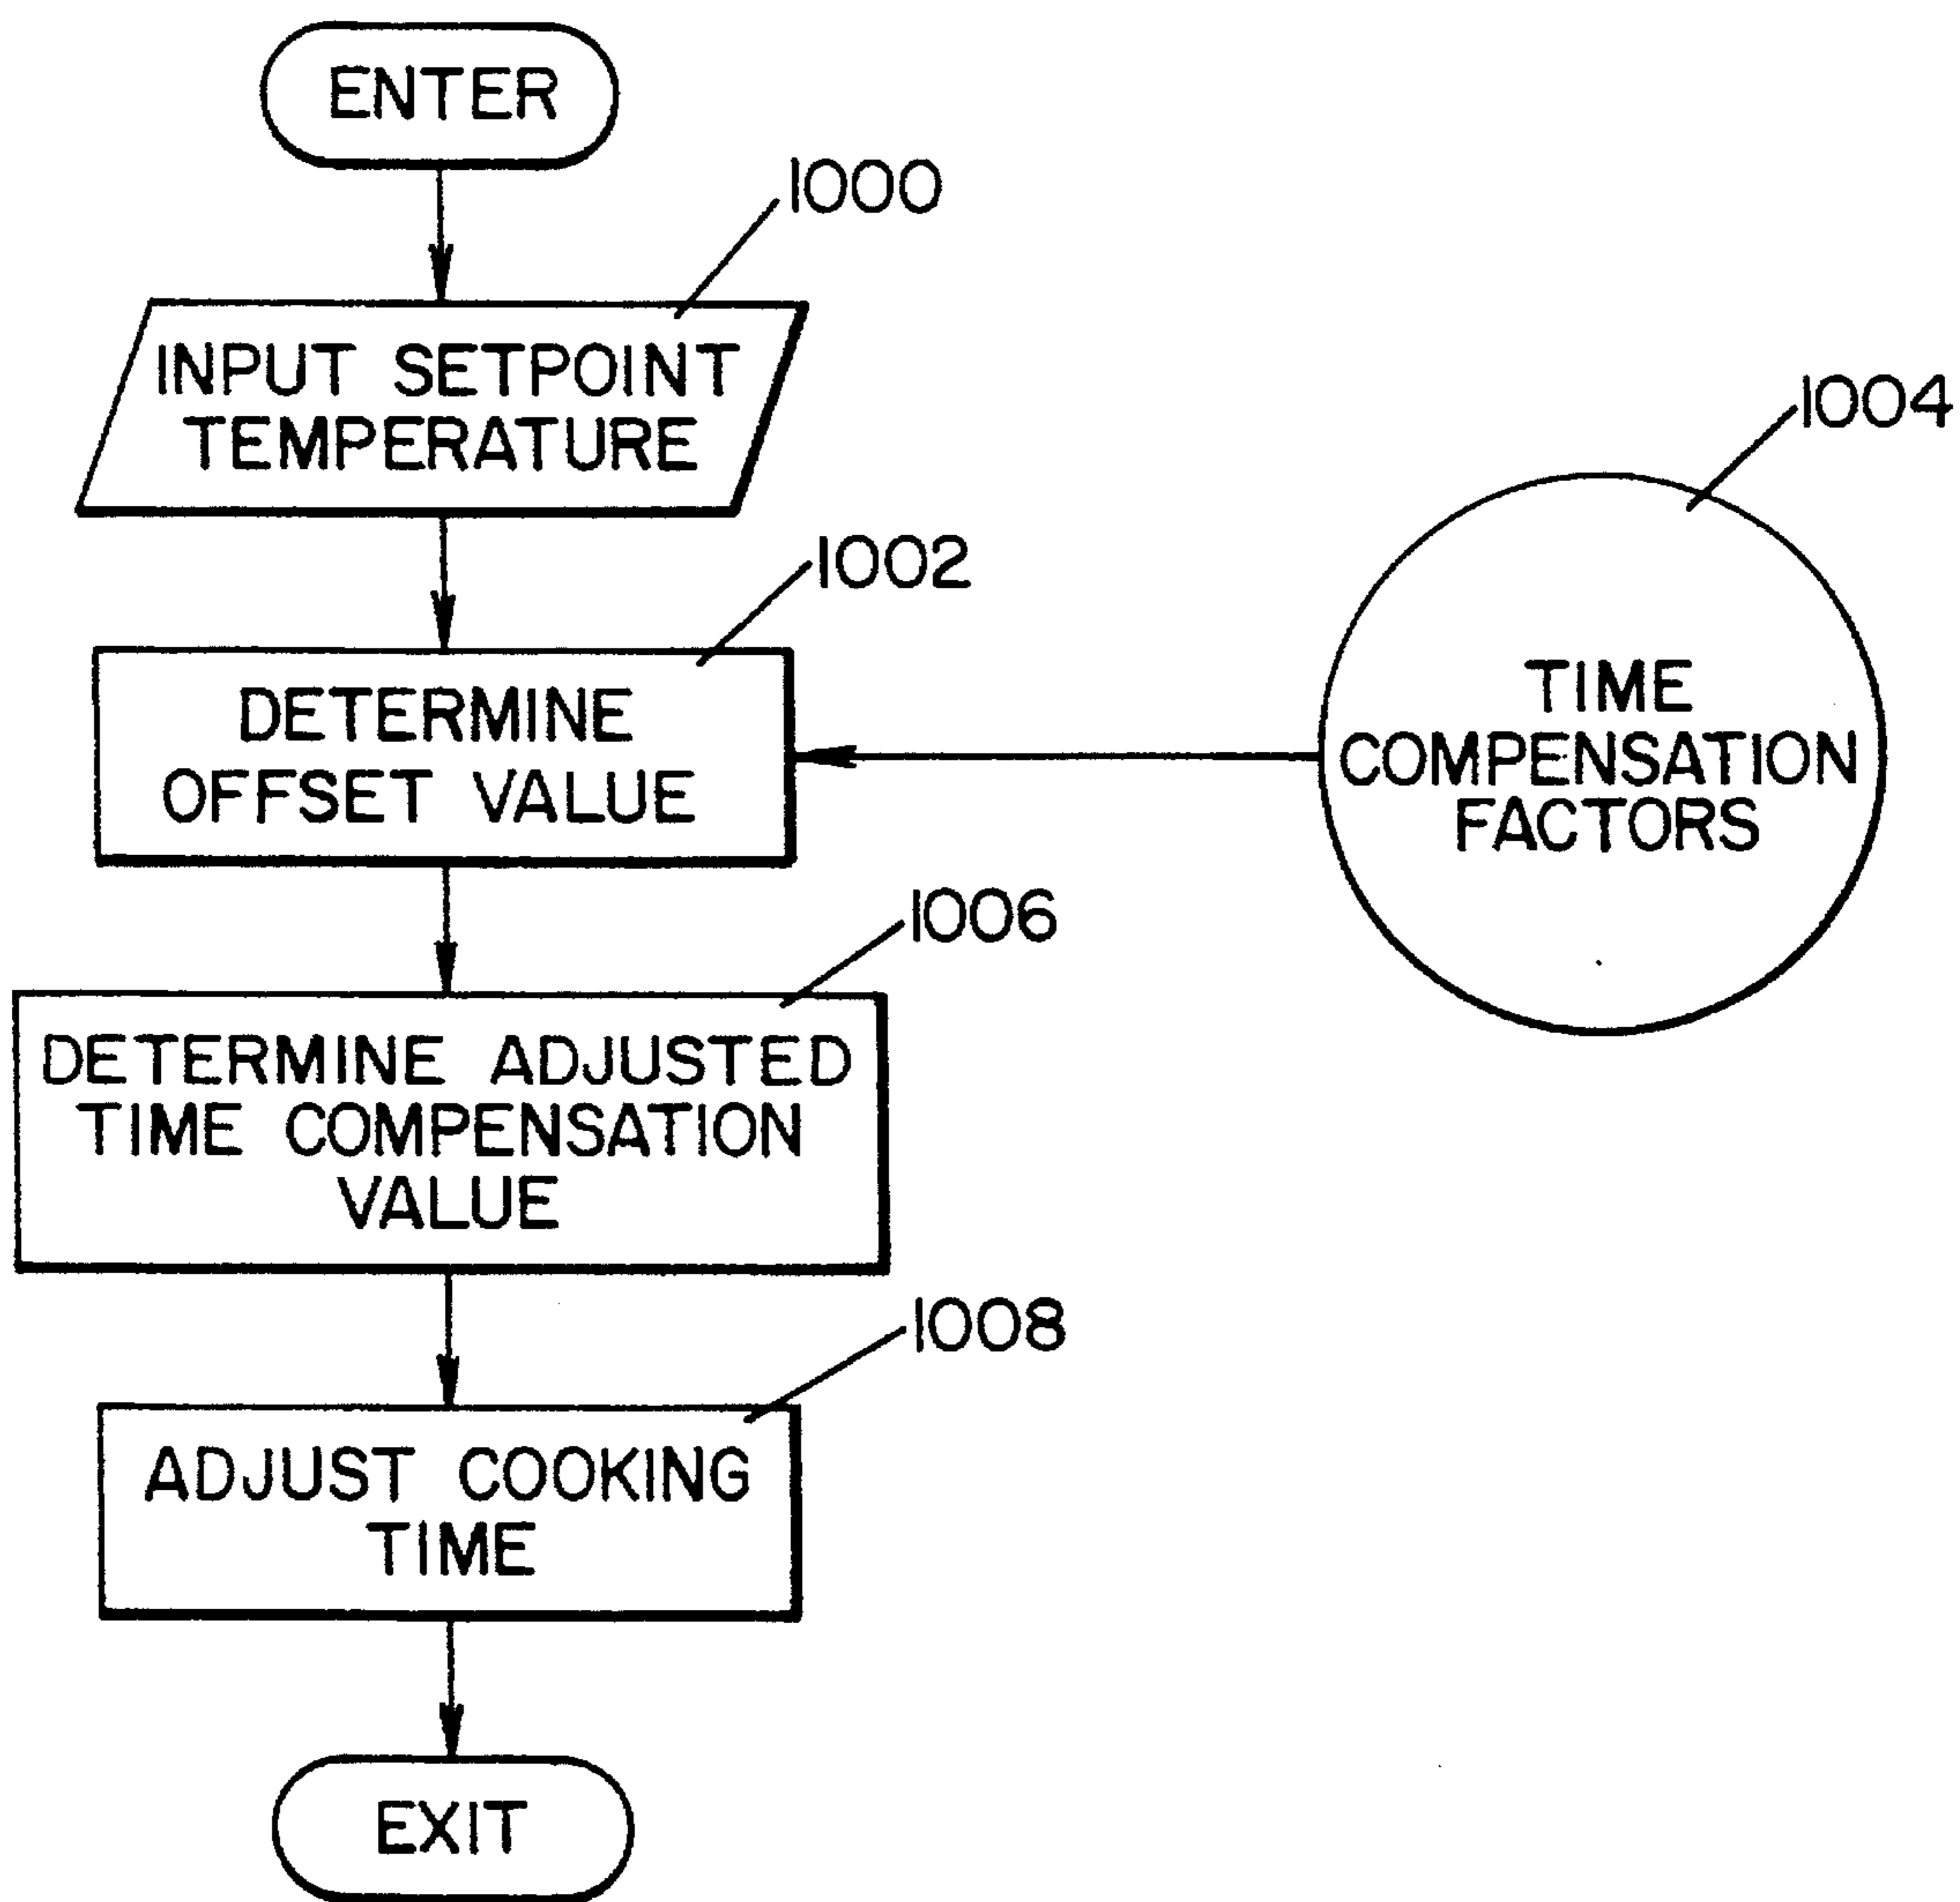 ENTER
1000
INPUT SETPOINT
TEMPERATURE
1002
DETERMINE
OFFSET VALUE
1004
TIME
COMPENSATION
FACTORS
1006
DETERMINE ADJUSTED
TIME COMPENSATION
VALUE
1008
ADJUST COOKING
TIME
EXIT